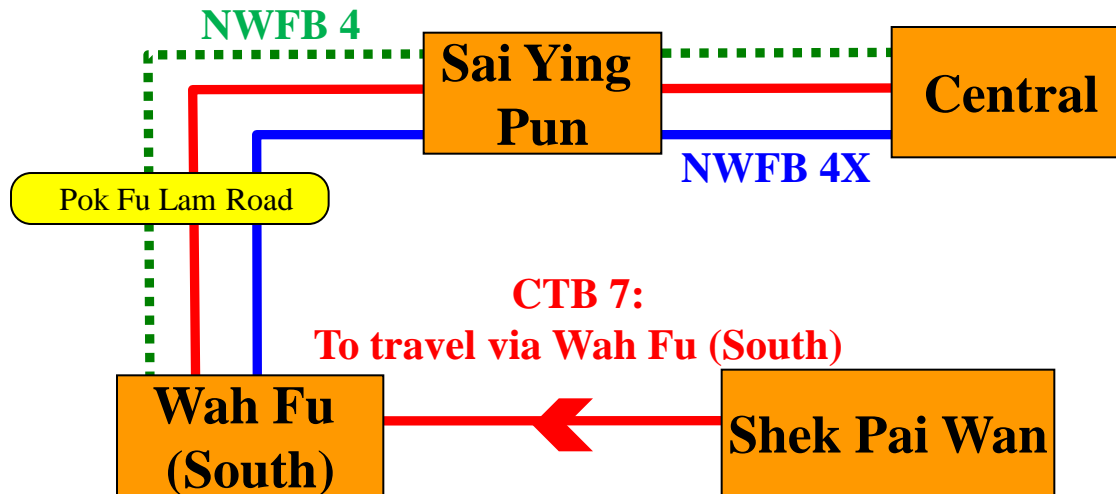 NWFB 4
Sai Ying
Pun
Central
NWFB 4X
Pok Fu Lam Road
CTB 7:
To travel via Wah Fu (South)
Wah Fu
(South)
Shek Pai Wan